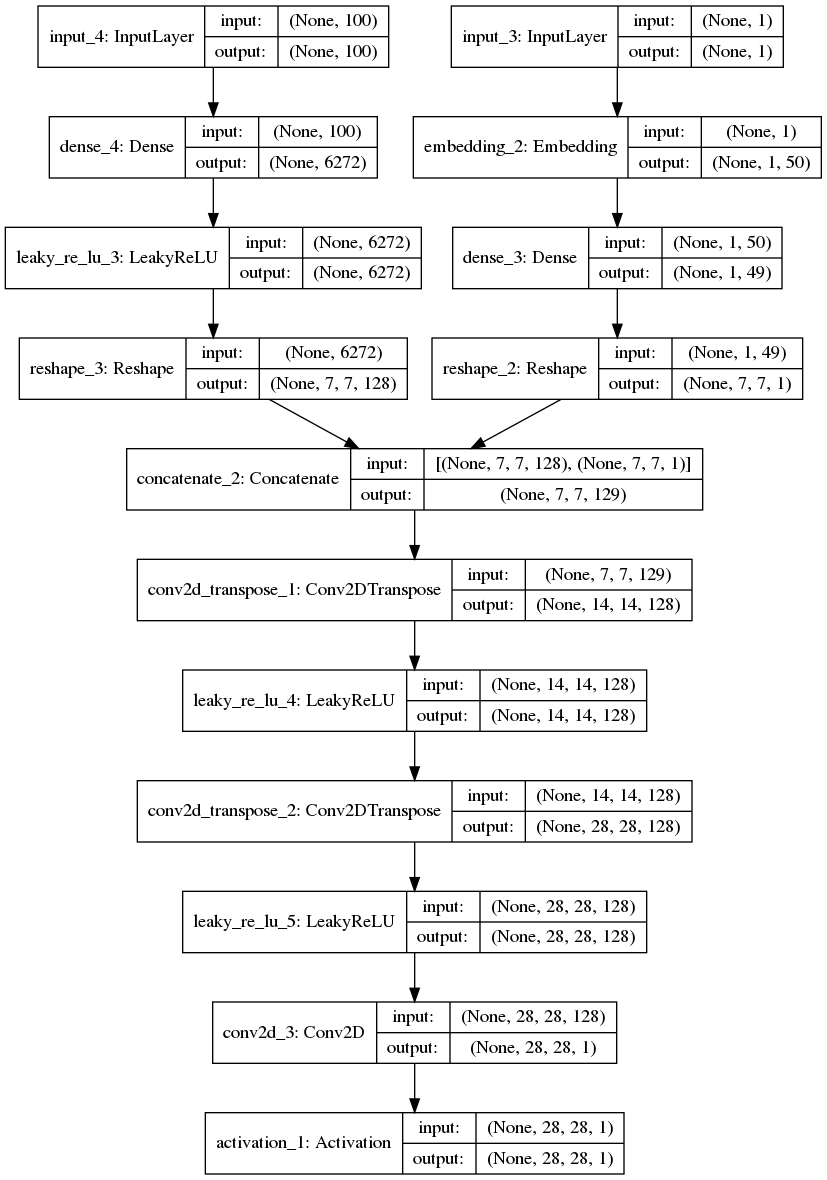 input_4: InputLayer
input: (None, 100)
output: (None, 100)
input_3: InputLayer
input: (None, 1)
output: (None, 1)
dense_4: Dense
input: (None, 100)
output: (None, 6272)
embedding_2: Embedding
input: (None, 1)
output: (None, 1, 50)
leaky_re_lu_3: LeakyReLU
input: (None, 6272)
output: (None, 6272)
dense_3: Dense
input: (None, 1, 50)
output: (None, 1, 49)
reshape_3: Reshape
input: (None, 6272)
output: (None, 7, 7, 128)
reshape_2: Reshape
input: (None, 1, 49)
output: (None, 7, 7, 1)
concatenate_2: Concatenate
input: [(None, 7, 7, 128), (None, 7, 7, 1)]
output: (None, 7, 7, 129)
conv2d_transpose_1: Conv2DTranspose
input: (None, 7, 7, 129)
output: (None, 14, 14, 128)
leaky_re_lu_4: LeakyReLU
input: (None, 14, 14, 128)
output: (None, 14, 14, 128)
conv2d_transpose_2: Conv2DTranspose
input: (None, 14, 14, 128)
output: (None, 28, 28, 128)
leaky_re_lu_5: LeakyReLU
input: (None, 28, 28, 128)
output: (None, 28, 28, 128)
conv2d_3: Conv2D
input: (None, 28, 28, 128)
output: (None, 28, 28, 1)
activation_1: Activation
input: (None, 28, 28, 1)
output: (None, 28, 28, 1)